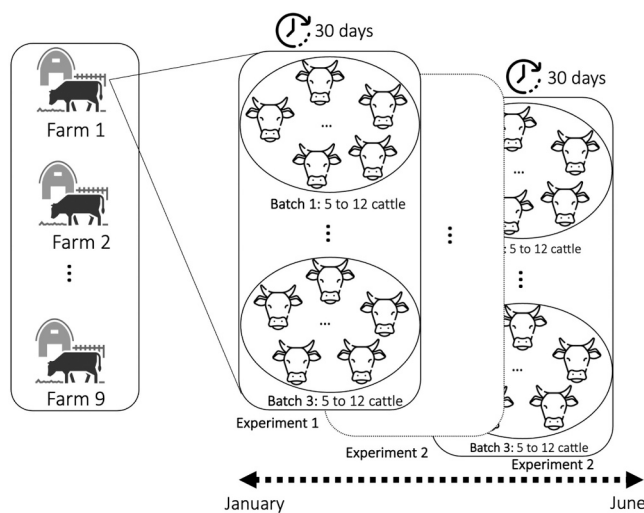 30 days
30 days
Farm 1
Farm 2
Farm 9
...
Batch 1: 5 to 12 cattle
...
: 5 to 12 cattle
...
Batch 3: 5 to 12 cattle
...
Batch 3: 5 to 12 cattle
Experiment 1
Experiment 2
Experiment 2
January
June